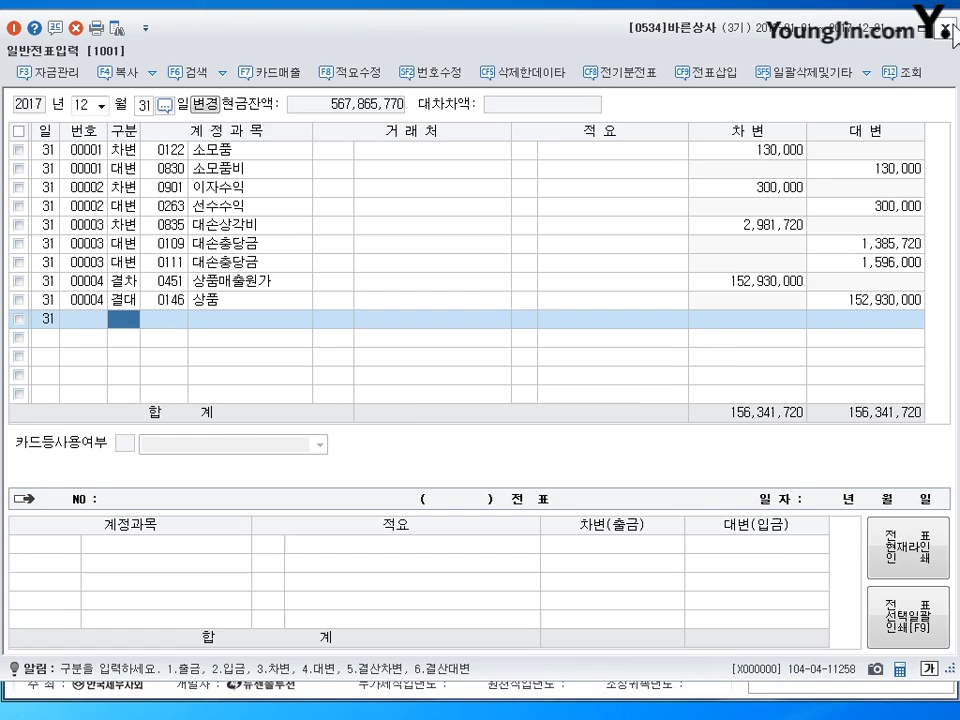 [0534]바른상사 (3기)
YoungJin.com Y.
일반전표입력 [1001]
F3 자금관리 F4 복사 F6 검색 F7 카드매출 F8 적요수정 SF2 번호수정 CF5 삭제한데이타 CF8 전기분전표 CF9 전표삽입 SF5 일괄삭제및기타 F12 조회
2017 년 12 월 31 일 변경 현금잔액: 567,865,770 대차차액:
일 번호 구분 계 정 과 목 거 래 처 적 요 차 변 대 변
31 00001 차변 0122 소모품 130,000
31 00001 대변 0830 소모품비 130,000
31 00002 차변 0901 이자수익 300,000
31 00002 대변 0263 선수수익 300,000
31 00003 차변 0835 대손상각비 2,981,720
31 00003 대변 0109 대손충당금 1,385,720
31 00003 대변 0111 대손충당금 1,596,000
31 00004 결차 0451 상품매출원가 152,930,000
31 00004 결대 0146 상품 152,930,000
31
합 계 156,341,720 156,341,720
카드등사용여부
NO : ( ) 전 표 일 자 : 년 월 일
계정과목 적요 차변(출금) 대변(입금)
전 표
현재라인
인 쇄
전 표
선택일괄
인쇄[F9]
합 계
알림 : 구분을 입력하세요. 1.출금, 2.입금, 3.차변, 4.대변, 5.결산차변, 6.결산대변 [X000000] 104-04-11258 가